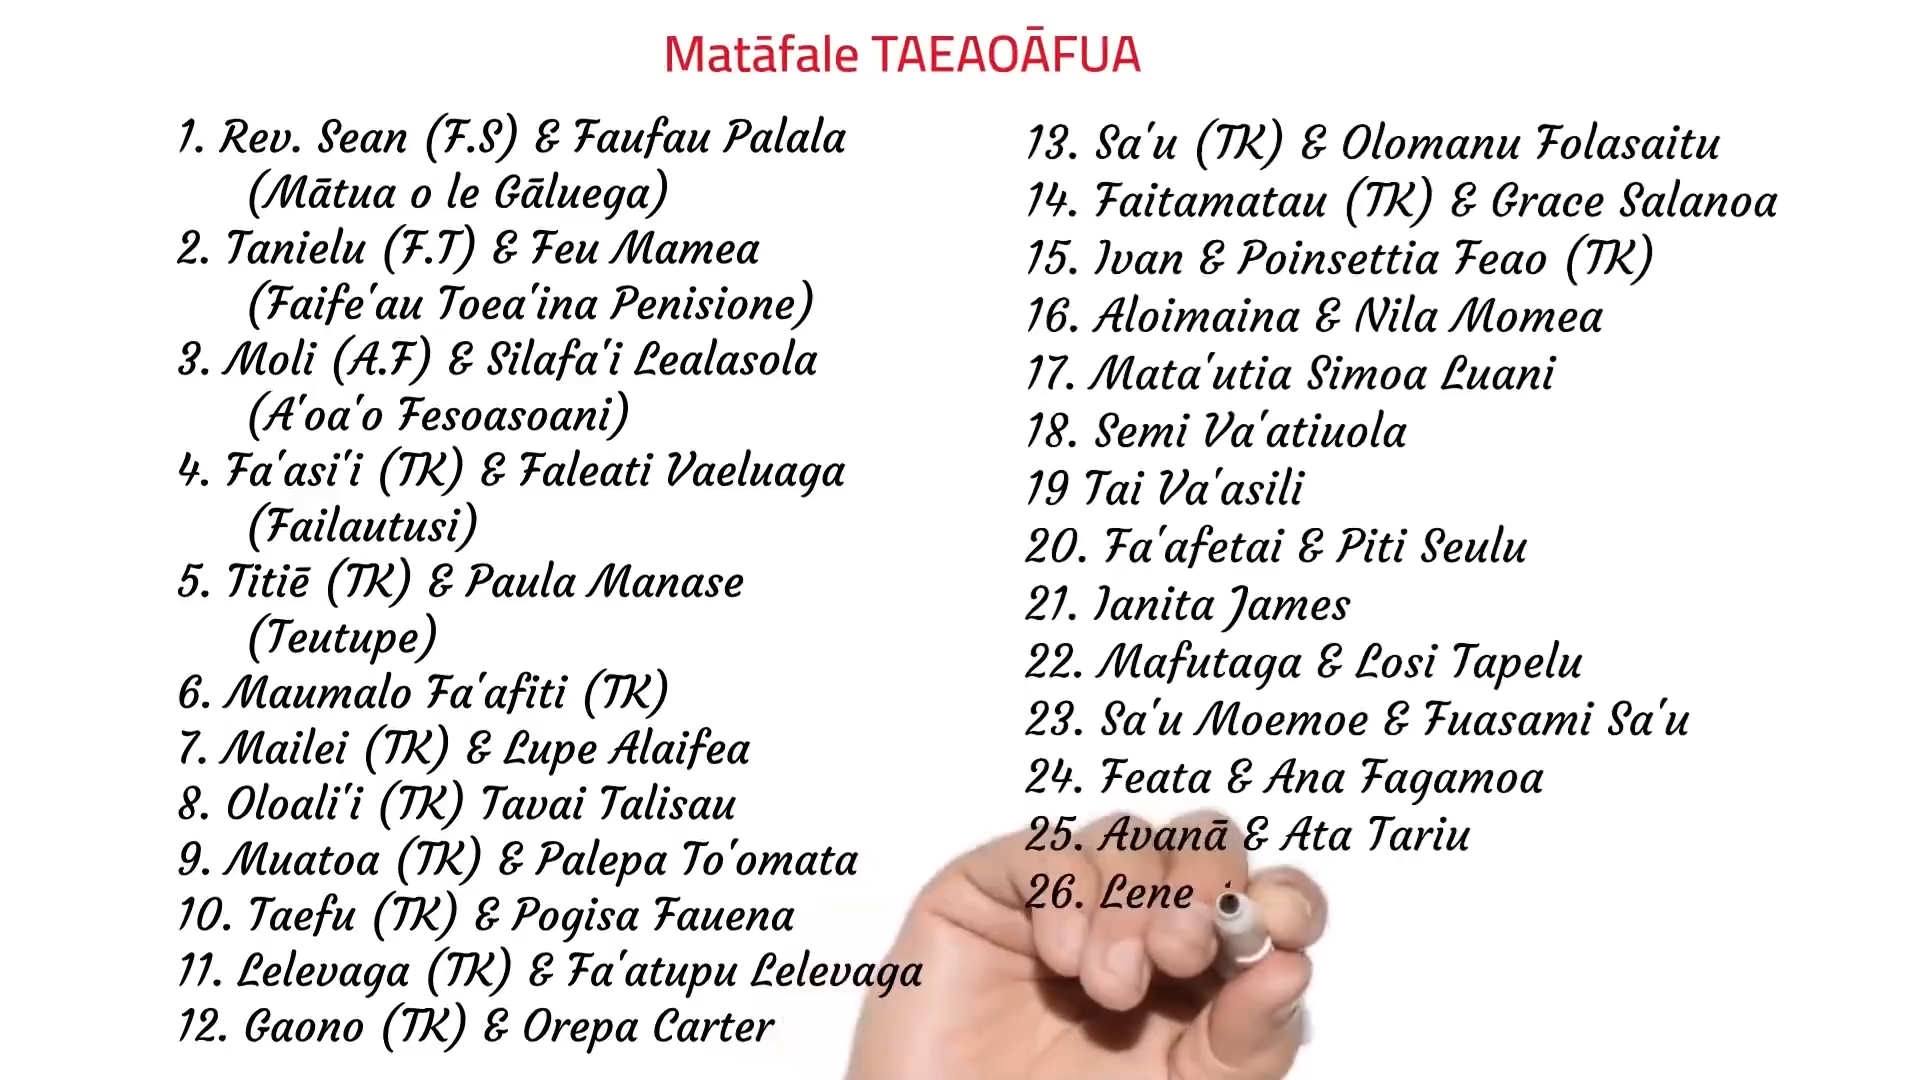 Matāfale TAEAOĀFUA
1. Rev. Sean (F.S) & Faufau Palala
(Mātua o le Gāluega)
2. Tanielu (F.T) & Feu Mamea
(Faife'au Toea'ina Penisione)
3. Moli (A.F) & Silafa'i Lealasola
(A'oa'o Fesoasoani)
4. Fa'asi'i (TK) & Faleati Vaeluaga
(Failautusi)
5. Titiē (TK) & Paula Manase
(Teutupe)
6. Maumalo Fa'afiti (TK)
7. Mailei (TK) & Lupe Alaifea
8. Oloali'i (TK) Tavai Talisau
9. Muatoa (TK) & Palepa To'omata
10. Taefu (TK) & Pogisa Fauena
11. Lelevaga (TK) & Fa'atupu Lelevaga
12. Gaono (TK) & Orepa Carter
13. Sa'u (TK) & Olomanu Folasaitu
14. Faitamatau (TK) & Grace Salanoa
15. Ivan & Poinsettia Feao (TK)
16. Aloimaina & Nila Momea
17. Mata'utia Simoa Luani
18. Semi Va'atiuola
19 Tai Va'asili
20. Fa'afetai & Piti Seulu
21. Ianita James
22. Mafutaga & Losi Tapelu
23. Sa'u Moemoe & Fuasami Sa'u
24. Feata & Ana Fagamoa
25. Avanā & Ata Tariu
26. Lene